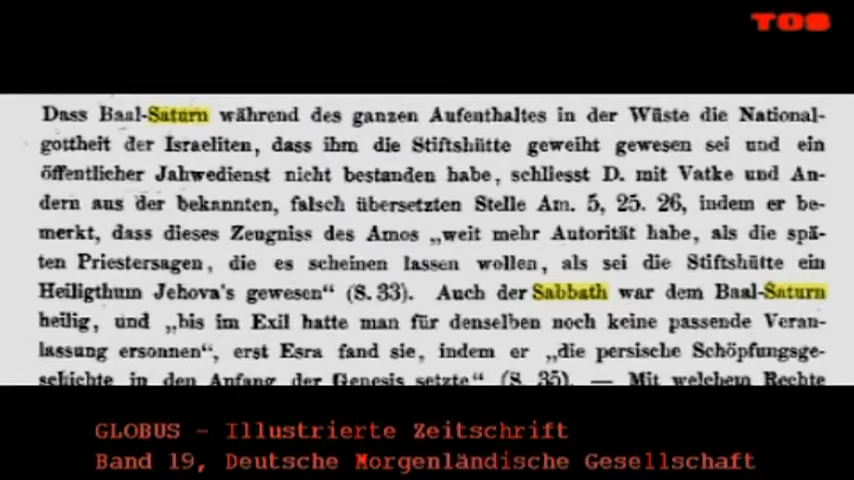 TOS
Dass Baal-Saturn während des ganzen Aufenthaltes in der Wüste die National-
gottheit der Israeliten, dass ihm die Stiftshütte geweiht gewesen sei und ein
öffentlicher Jahwedienst nicht bestanden habe, schliesst D. mit Vatke und An-
dern aus der bekannten, falsch übersetzten Stelle Am. 5, 25. 26, indem er be-
merkt, dass dieses Zeugniss des Amos „weit mehr Autorität habe, als die spä-
ten Priestersagen, die es scheinen lassen wollen, als sei die Stiftshütte ein
Heiligthum Jehova's gewesen“ (S. 33). Auch der Sabbath war dem Baal-Saturn
heilig, und „bis im Exil hatte man für denselben noch keine passende Veran-
lassung ersonnen“, erst Esra fand sie, indem er „die persische Schöpfungsge-
schichte in den Anfang der Genesis setzte“ (S. 35). — Mit welchem Rechte
GLOBUS - Illustrierte Zeitschrift
Band 19, Deutsche Morgenländische Gesellschaft